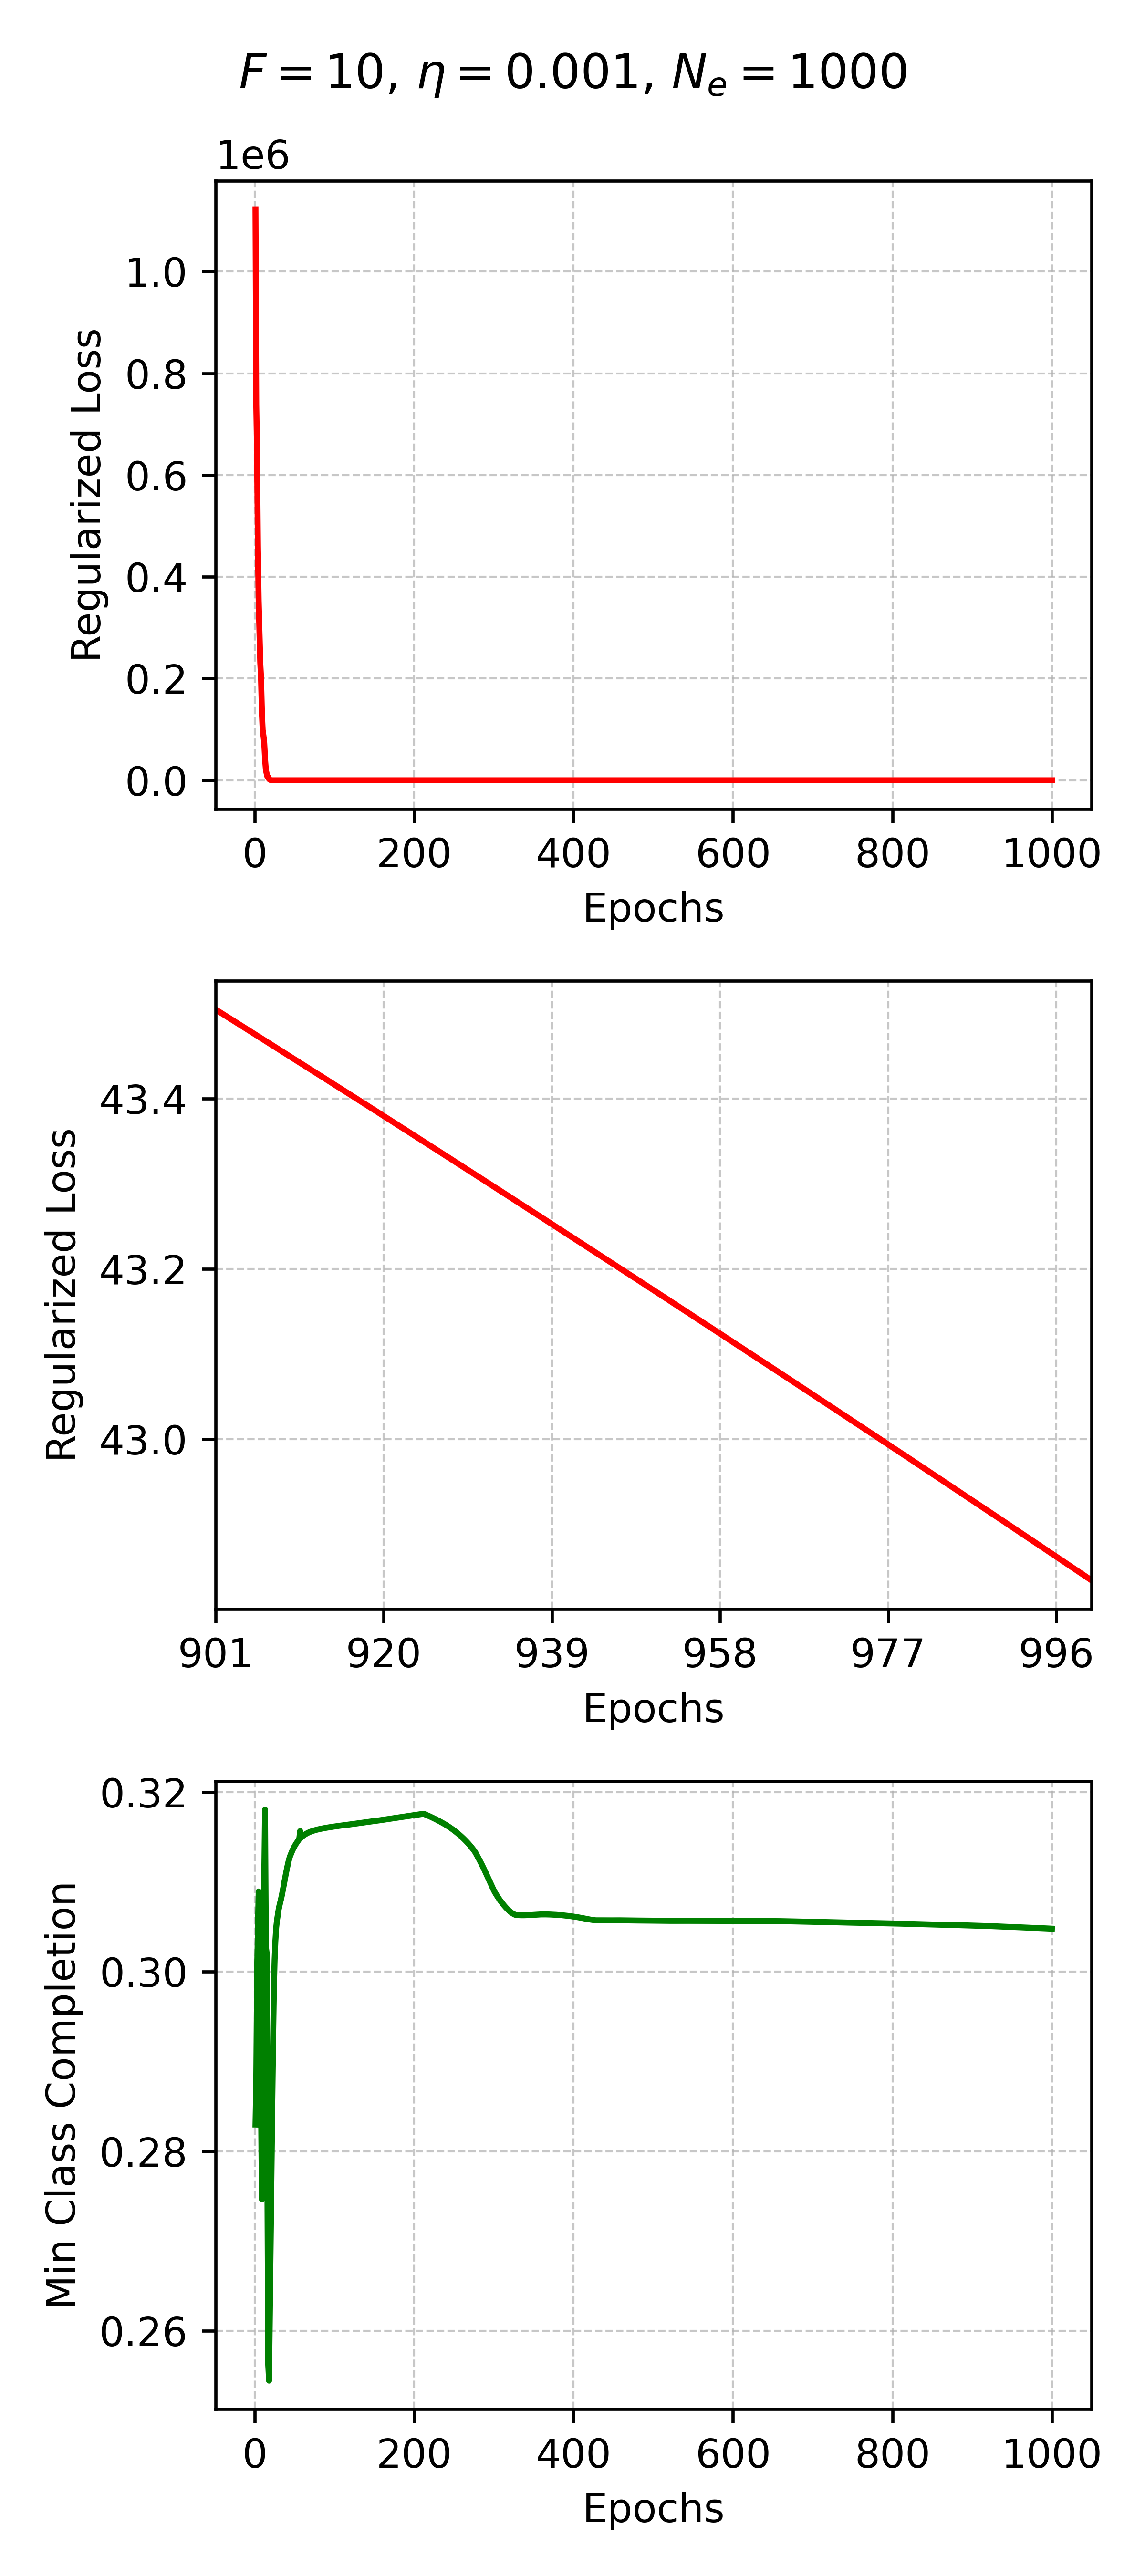 F = 10, η = 0.001, Nₑ = 1000
1e6
1.0
0.8
0.6
0.4
0.2
0.0
Regularized Loss
0 200 400 600 800 1000
Epochs
43.4
43.2
43.0
Regularized Loss
901 920 939 958 977 996
Epochs
0.32
0.30
0.28
0.26
Min Class Completion
0 200 400 600 800 1000
Epochs